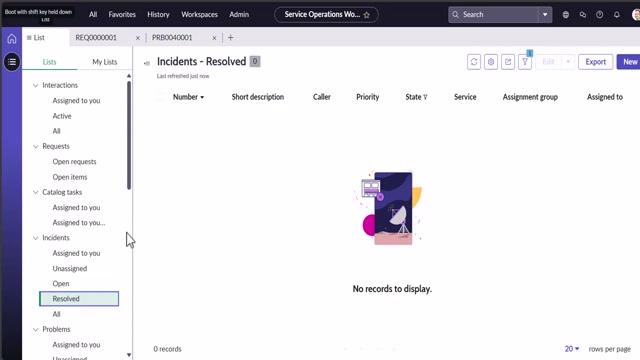 Boot with shift key held down
List
All
Favorites
History
Workspaces
Admin
Service Operations Wo...
Search
List
REQ0000001
PRB0040001
Lists
My Lists
Interactions
Assigned to you
Active
All
Requests
Open requests
Open items
Catalog tasks
Assigned to you
Assigned to you...
Incidents
Assigned to you
Unassigned
Open
Resolved
All
Problems
Assigned to you
Unassigned
Incidents - Resolved 0
Last refreshed just now
1
Edit
Export
New
Number
Short description
Caller
Priority
State
Service
Assignment group
Assigned to
No records to display.
0 records
20
rows per page